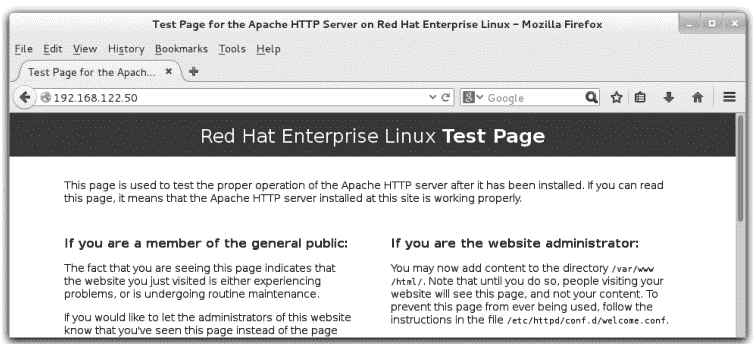 Test Page for the Apache HTTP Server on Red Hat Enterprise Linux – Mozilla Firefox
File Edit View History Bookmarks Tools Help
Test Page for the Apach...
192.168.122.50
Google
Red Hat Enterprise Linux Test Page
This page is used to test the proper operation of the Apache HTTP server after it has been installed. If you can read
this page, it means that the Apache HTTP server installed at this site is working properly.
If you are a member of the general public:
The fact that you are seeing this page indicates that
the website you just visited is either experiencing
problems, or is undergoing routine maintenance.
If you would like to let the administrators of this website
know that you've seen this page instead of the page
If you are the website administrator:
You may now add content to the directory /var/www
/html/. Note that until you do so, people visiting your
website will see this page, and not your content. To
prevent this page from ever being used, follow the
instructions in the file /etc/httpd/conf.d/welcome.conf.